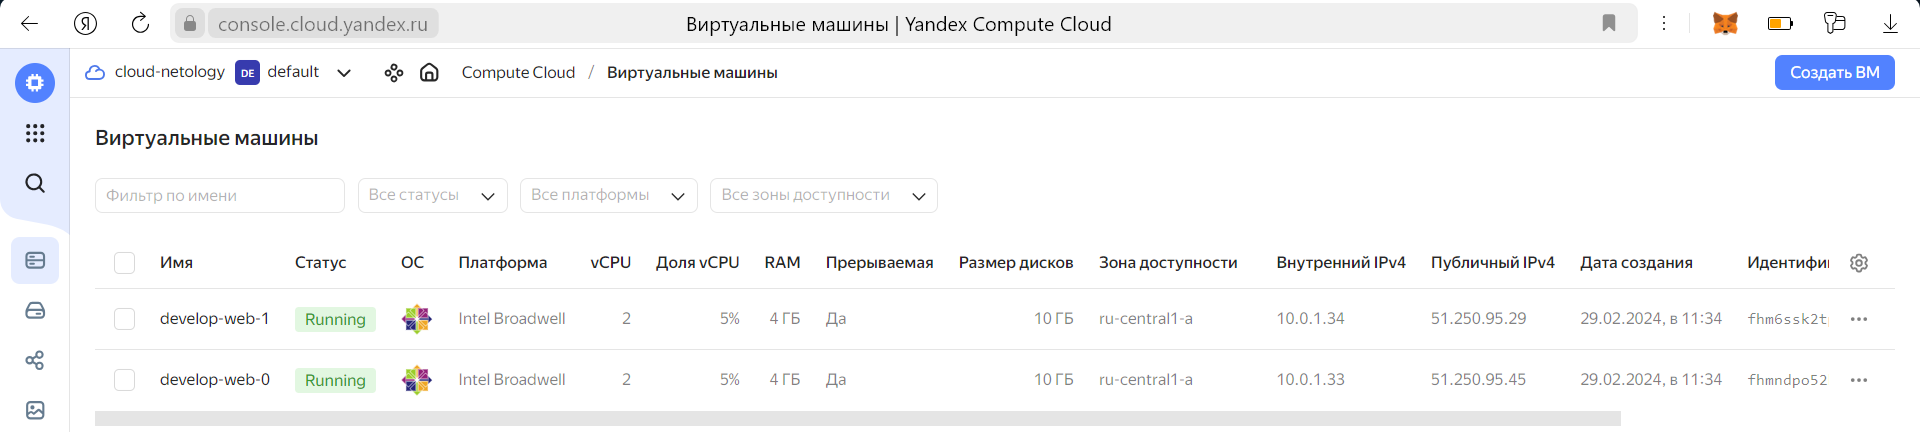 console.cloud.yandex.ru Виртуальные машины | Yandex Compute Cloud
cloud-netology DE default Compute Cloud / Виртуальные машины Создать ВМ
Виртуальные машины
Фильтр по имени Все статусы Все платформы Все зоны доступности
Имя Статус ОС Платформа vCPU Доля vCPU RAM Прерываемая Размер дисков Зона доступности Внутренний IPv4 Публичный IPv4 Дата создания
develop-web-1 Running Intel Broadwell 2 5% 4 ГБ Да 10 ГБ ru-central1-a 10.0.1.34 51.250.95.29 29.02.2024, в 11:34
develop-web-0 Running Intel Broadwell 2 5% 4 ГБ Да 10 ГБ ru-central1-a 10.0.1.33 51.250.95.45 29.02.2024, в 11:34 fhmndpo52